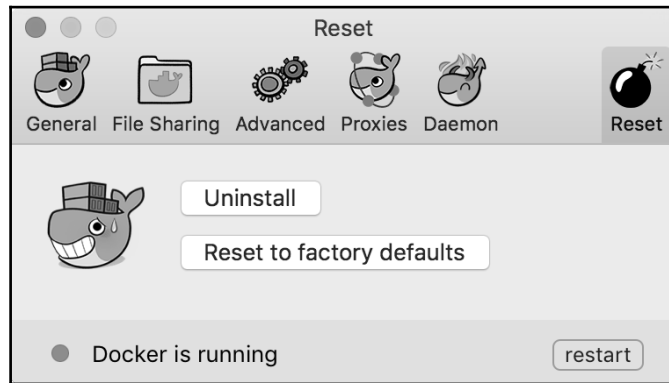 Reset
General File Sharing Advanced Proxies Daemon Reset
Uninstall
Reset to factory defaults
Docker is running restart